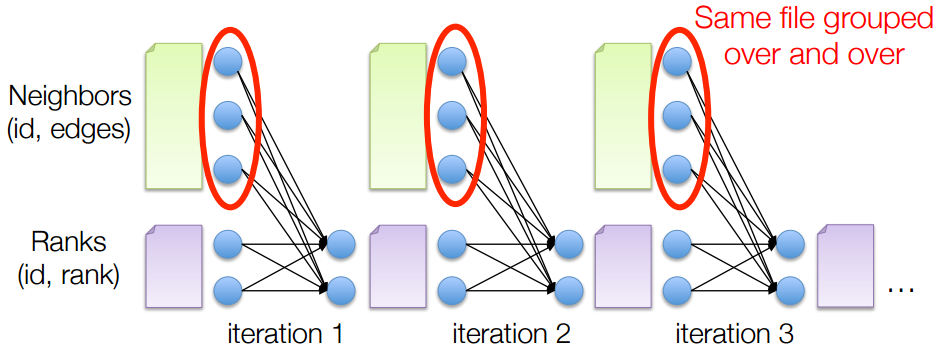 Same file grouped
over and over
Neighbors
(id, edges)
Ranks
(id, rank)
...
iteration 1
iteration 2
iteration 3